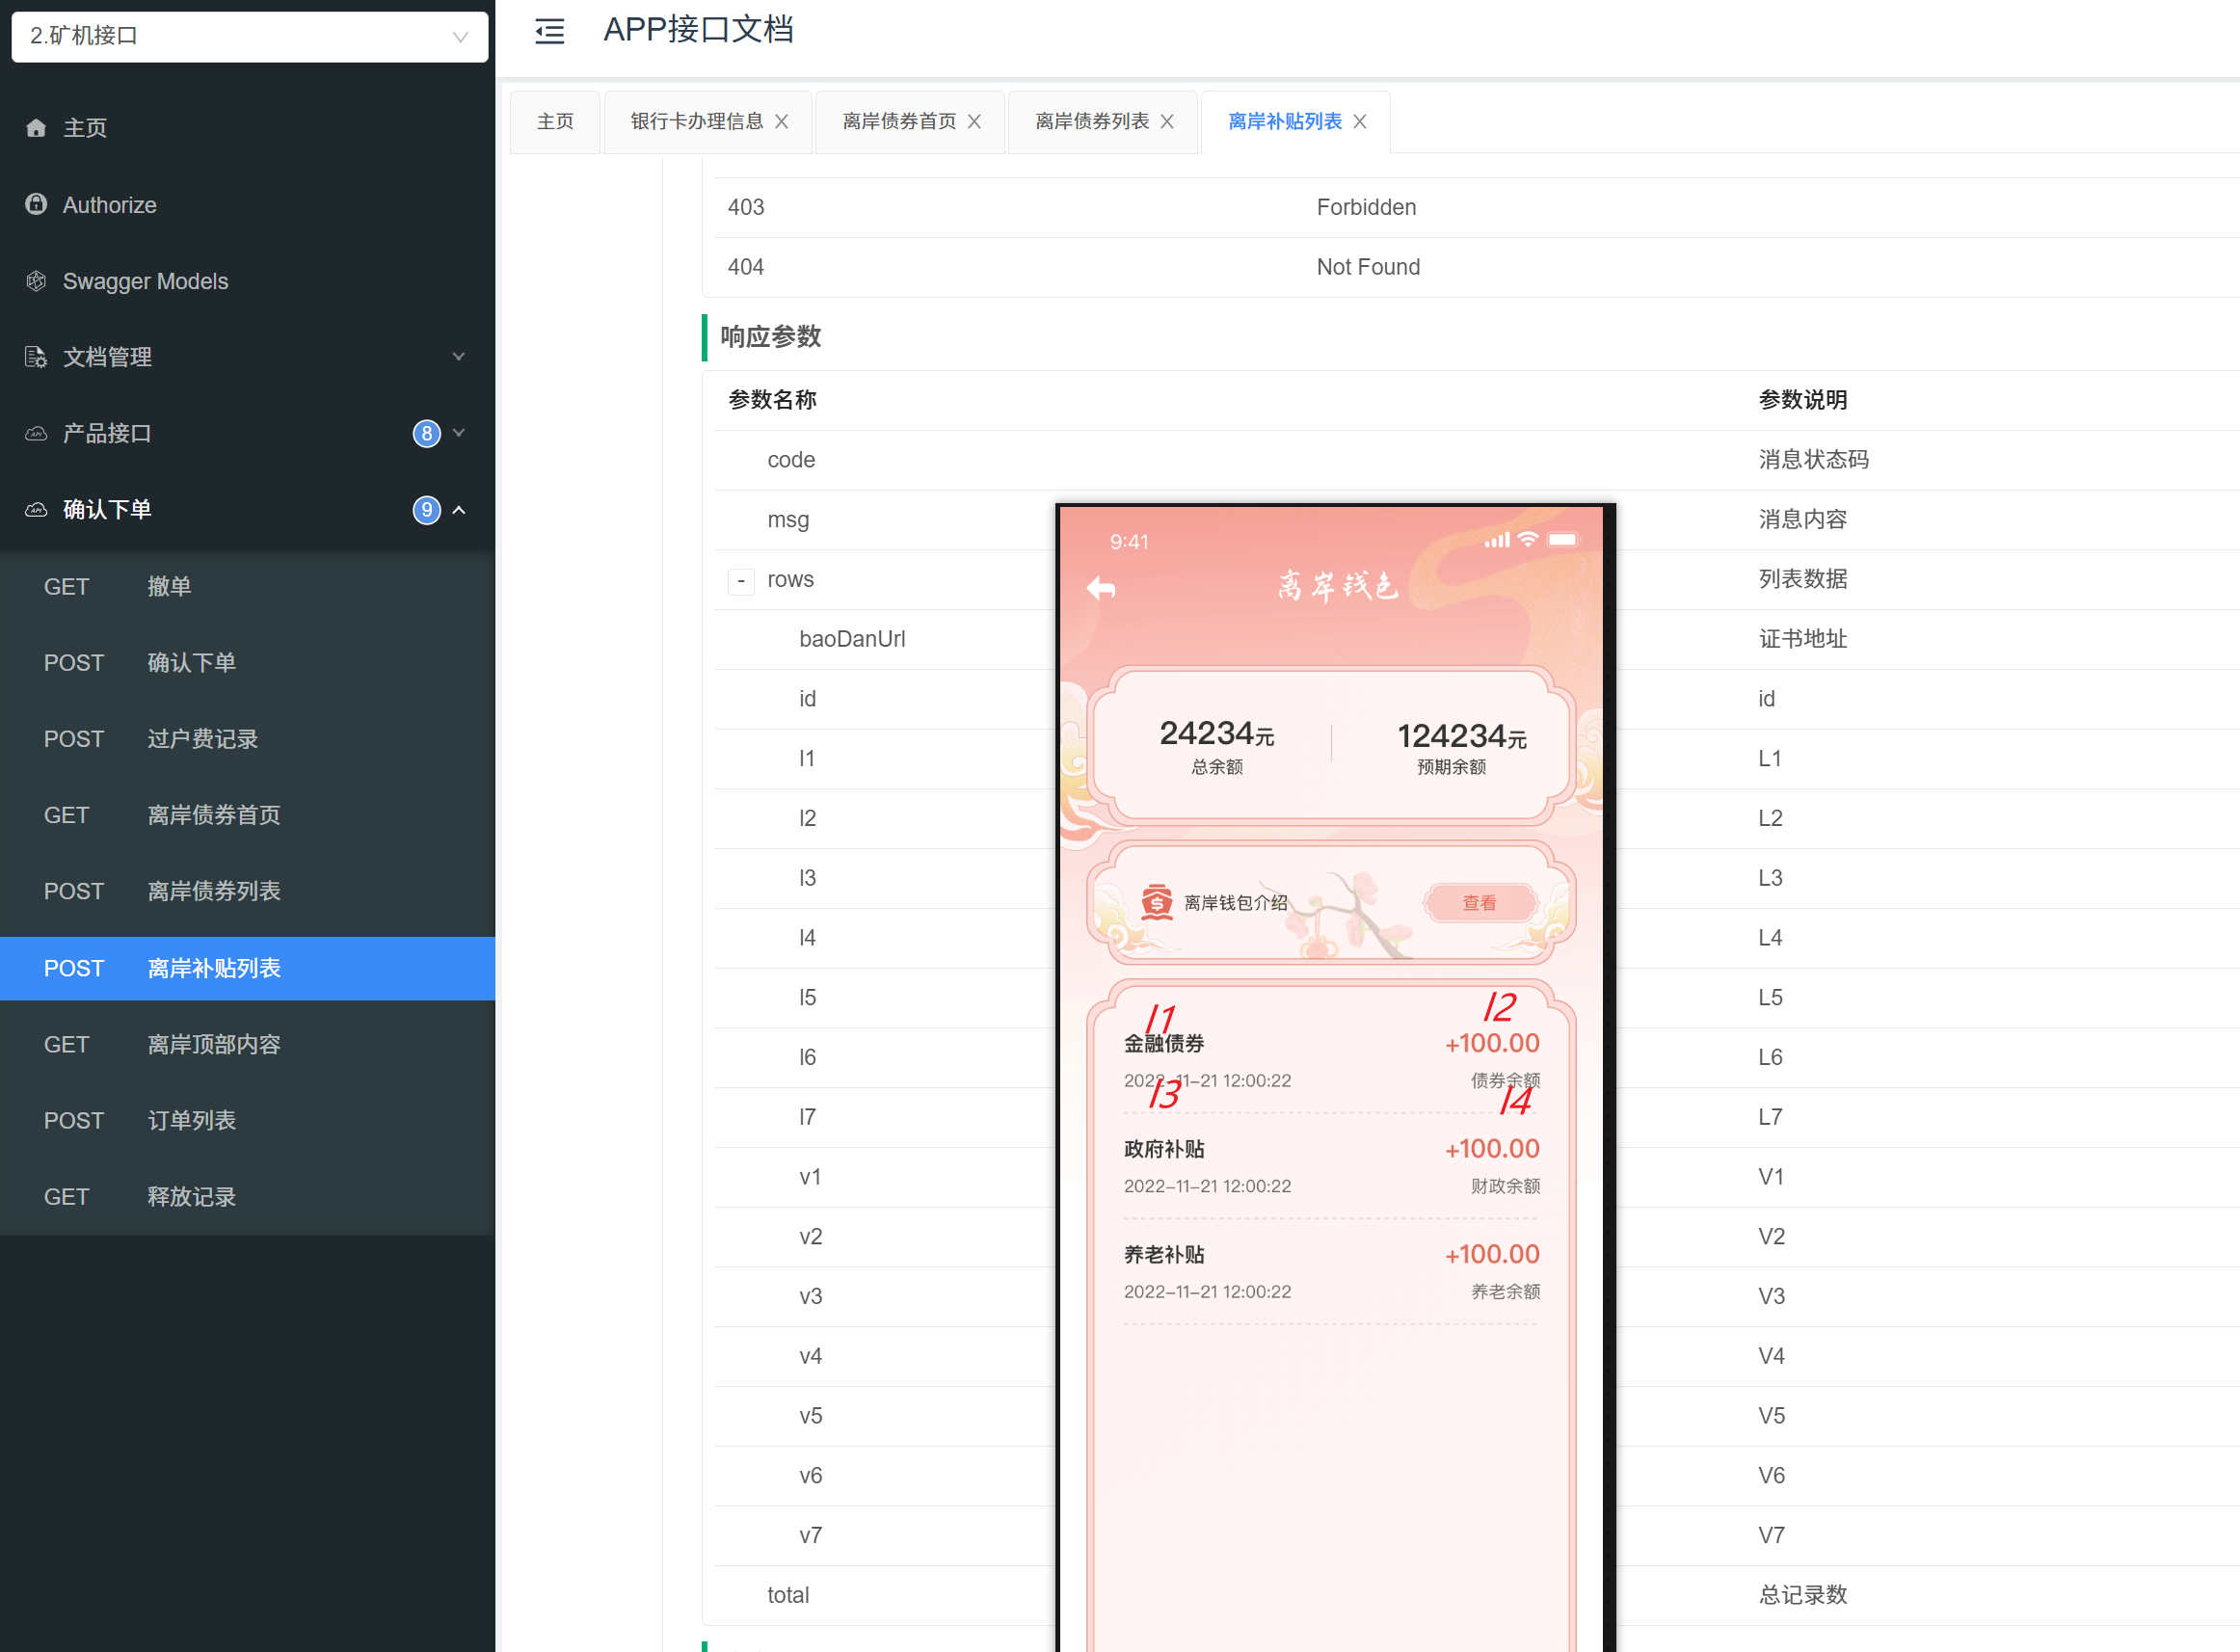 2.矿机接口
主页
Authorize
Swagger Models
文档管理
产品接口 8
确认下单 9
GET 撤单
POST 确认下单
POST 过户费记录
GET 离岸债券首页
POST 离岸债券列表
POST 离岸补贴列表
GET 离岸顶部内容
POST 订单列表
GET 释放记录
APP接口文档
主页 银行卡办理信息 离岸债券首页 离岸债券列表 离岸补贴列表
403 Forbidden
404 Not Found
响应参数
参数名称 参数说明
code 消息状态码
msg 消息内容
- rows 列表数据
baoDanUrl 证书地址
id id
l1 L1
l2 L2
l3 L3
l4 L4
l5 L5
l6 L6
l7 L7
v1 V1
v2 V2
v3 V3
v4 V4
v5 V5
v6 V6
v7 V7
total 总记录数
9:41
离岸钱包
24234元 124234元
总余额 预期余额
离岸钱包介绍 查看
l1 l2
金融债券 +100.00
2022-11-21 12:00:22 债券余额
l3 l4
政府补贴 +100.00
2022-11-21 12:00:22 财政余额
养老补贴 +100.00
2022-11-21 12:00:22 养老余额